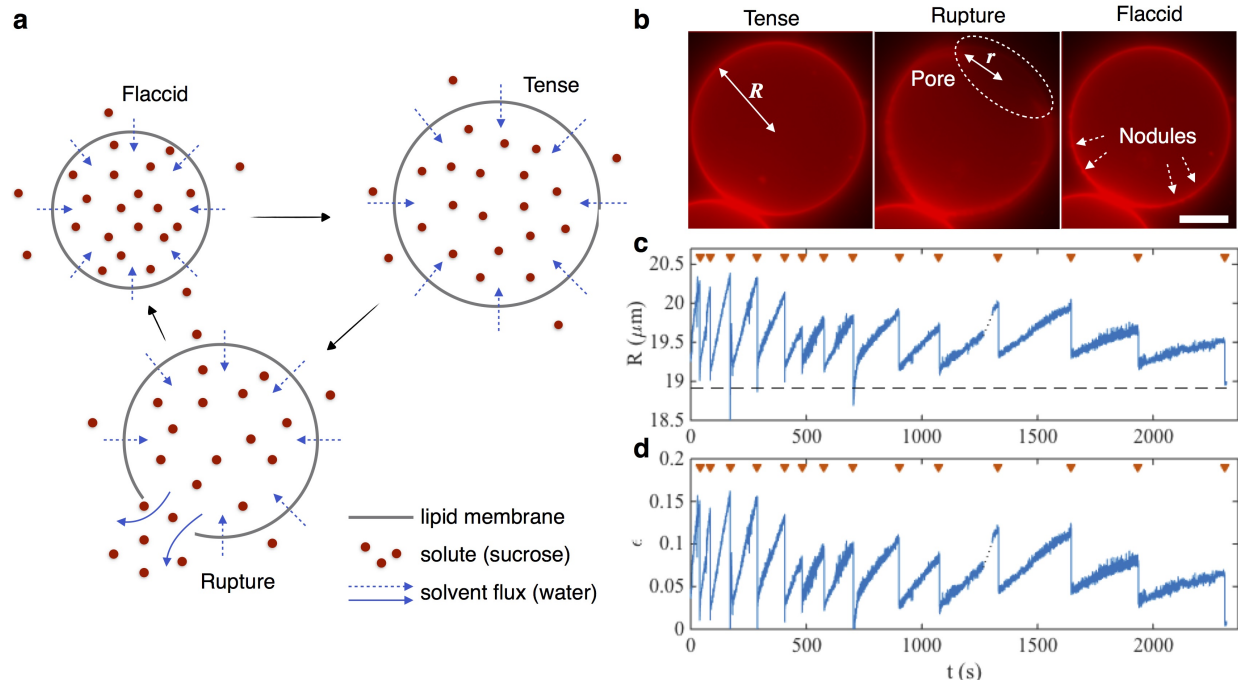 a
Flaccid
Tense
Rupture
lipid membrane
solute (sucrose)
solvent flux (water)
b
Tense
Rupture
Flaccid
R
Pore
r
Nodules
c
R (μm)
20.5
20
19.5
19
18.5
0
500
1000
1500
2000
d
ϵ
0.2
0.15
0.1
0.05
0
0
500
1000
1500
2000
t (s)